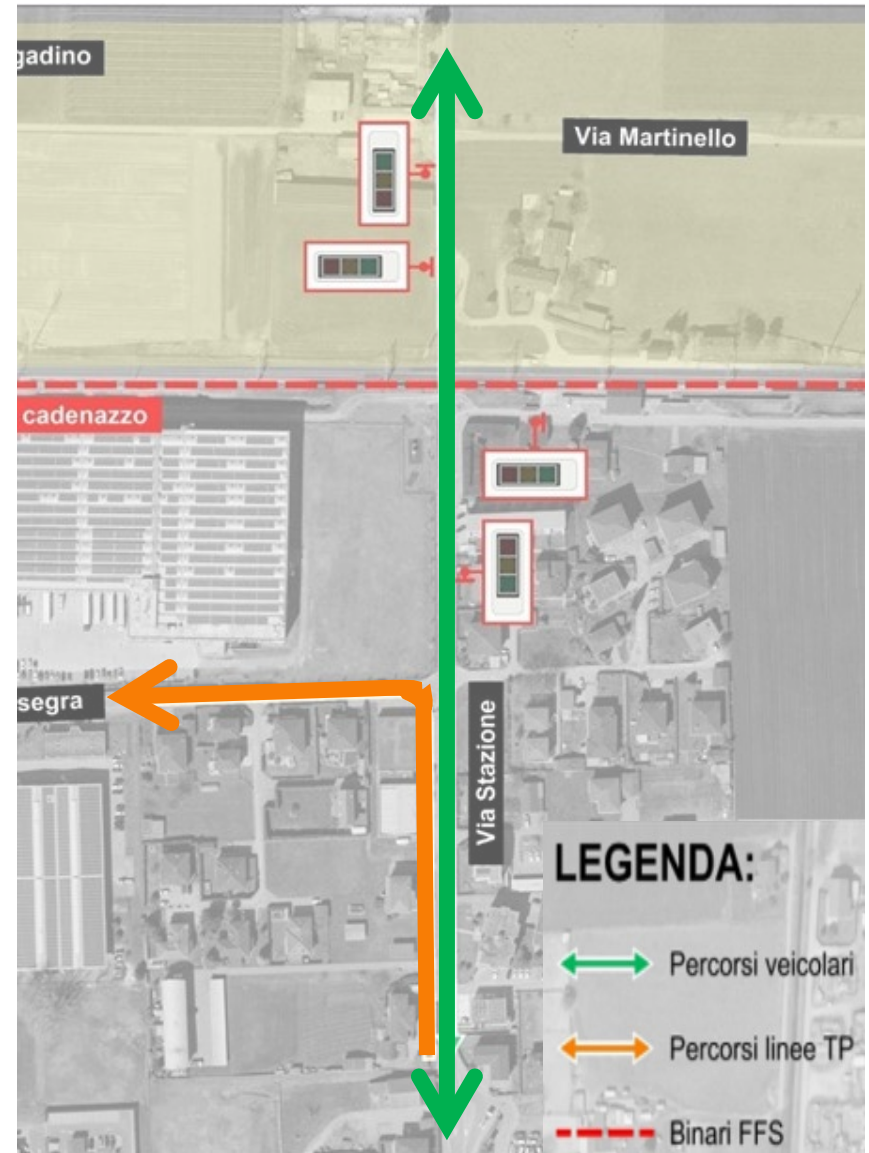 gadino
Via Martinello
cadenazzo
segra
Via Stazione
LEGENDA:
Percorsi veicolari
Percorsi linee TP
Binari FFS